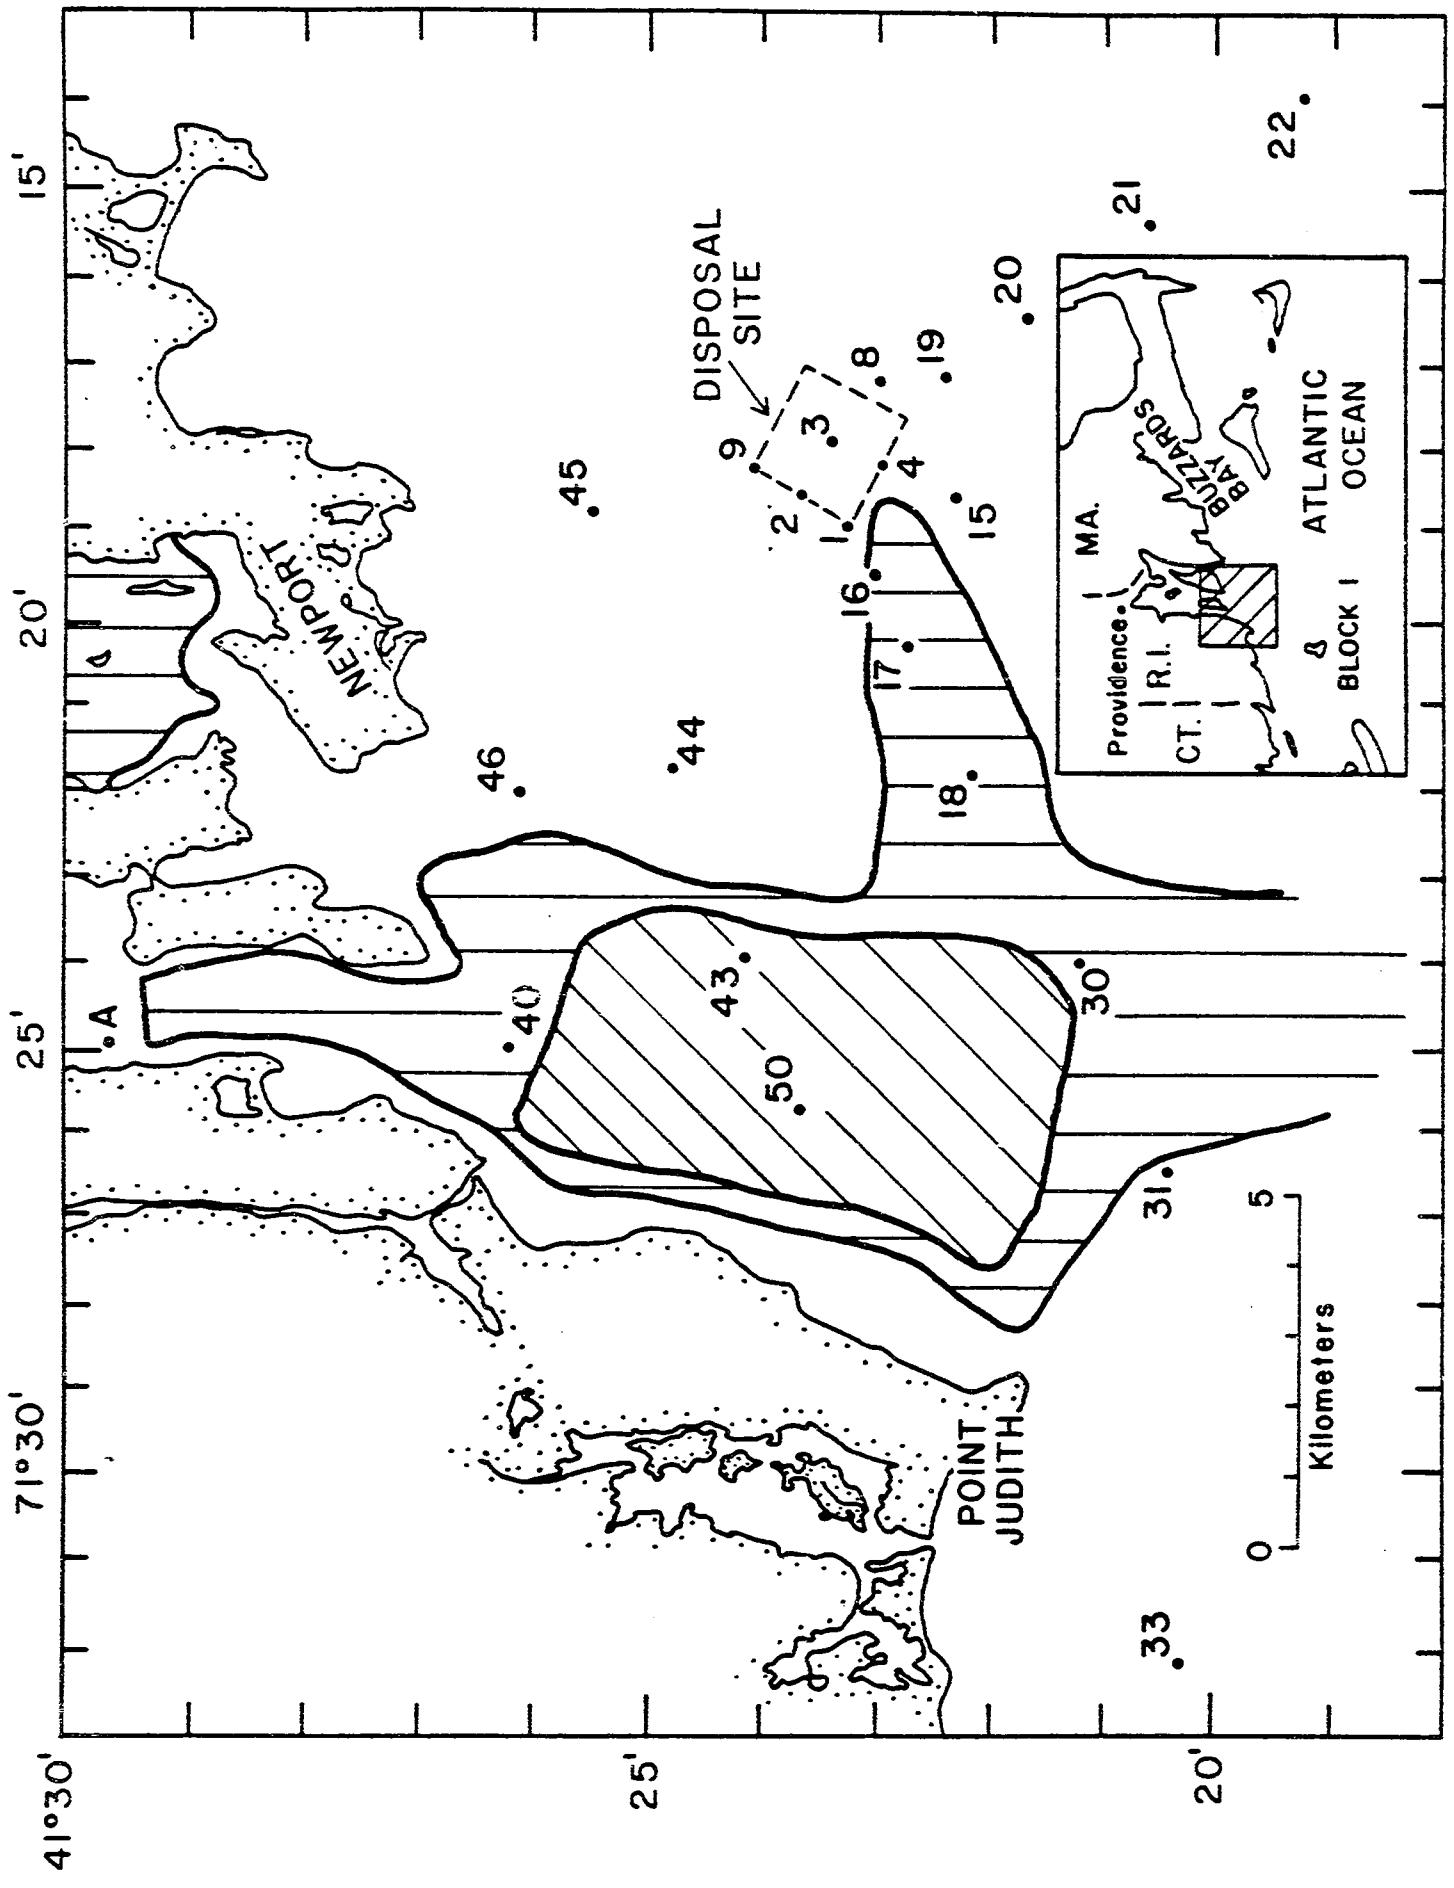 41°30'
25'
20'
71°30'
25'
20'
15'
A
NEWPORT
46
45
44
40
43
50
30
31
33
DISPOSAL
SITE
9
2
3
1
4
8
16
17
18
15
19
20
21
22
POINT
JUDITH
0
5
Kilometers
Providence
MA.
CT.
R.I.
BUZZARDS
BAY
BLOCK I
ATLANTIC
OCEAN